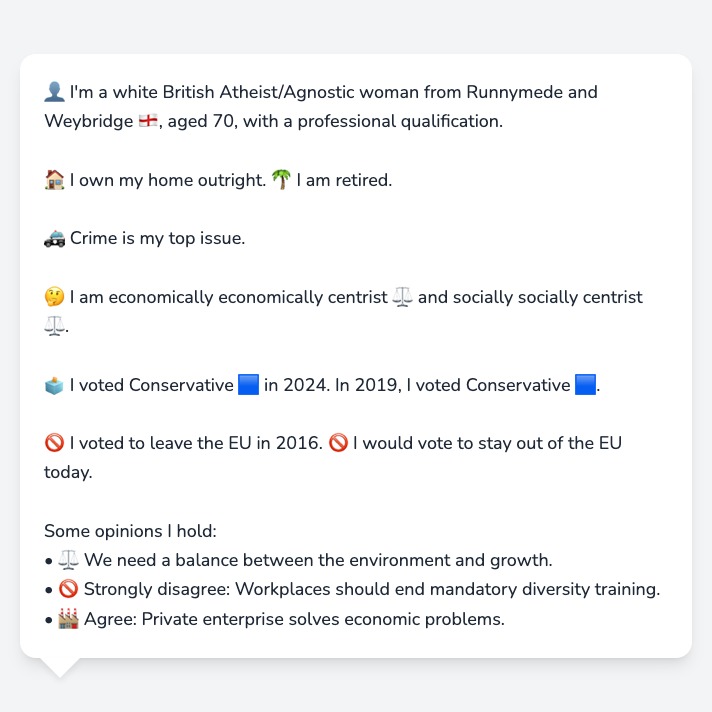 👤 I'm a white British Atheist/Agnostic woman from Runnymede and
Weybridge 🏴󠁧󠁢󠁥󠁮󠁧󠁿, aged 70, with a professional qualification.
🏠 I own my home outright. 🌴 I am retired.
🚓 Crime is my top issue.
🤔 I am economically economically centrist ⚖️ and socially socially centrist
⚖️.
🗳️ I voted Conservative 🟦 in 2024. In 2019, I voted Conservative 🟦.
🚫 I voted to leave the EU in 2016. 🚫 I would vote to stay out of the EU
today.
Some opinions I hold:
• ⚖️ We need a balance between the environment and growth.
• 🚫 Strongly disagree: Workplaces should end mandatory diversity training.
• 🏭 Agree: Private enterprise solves economic problems.